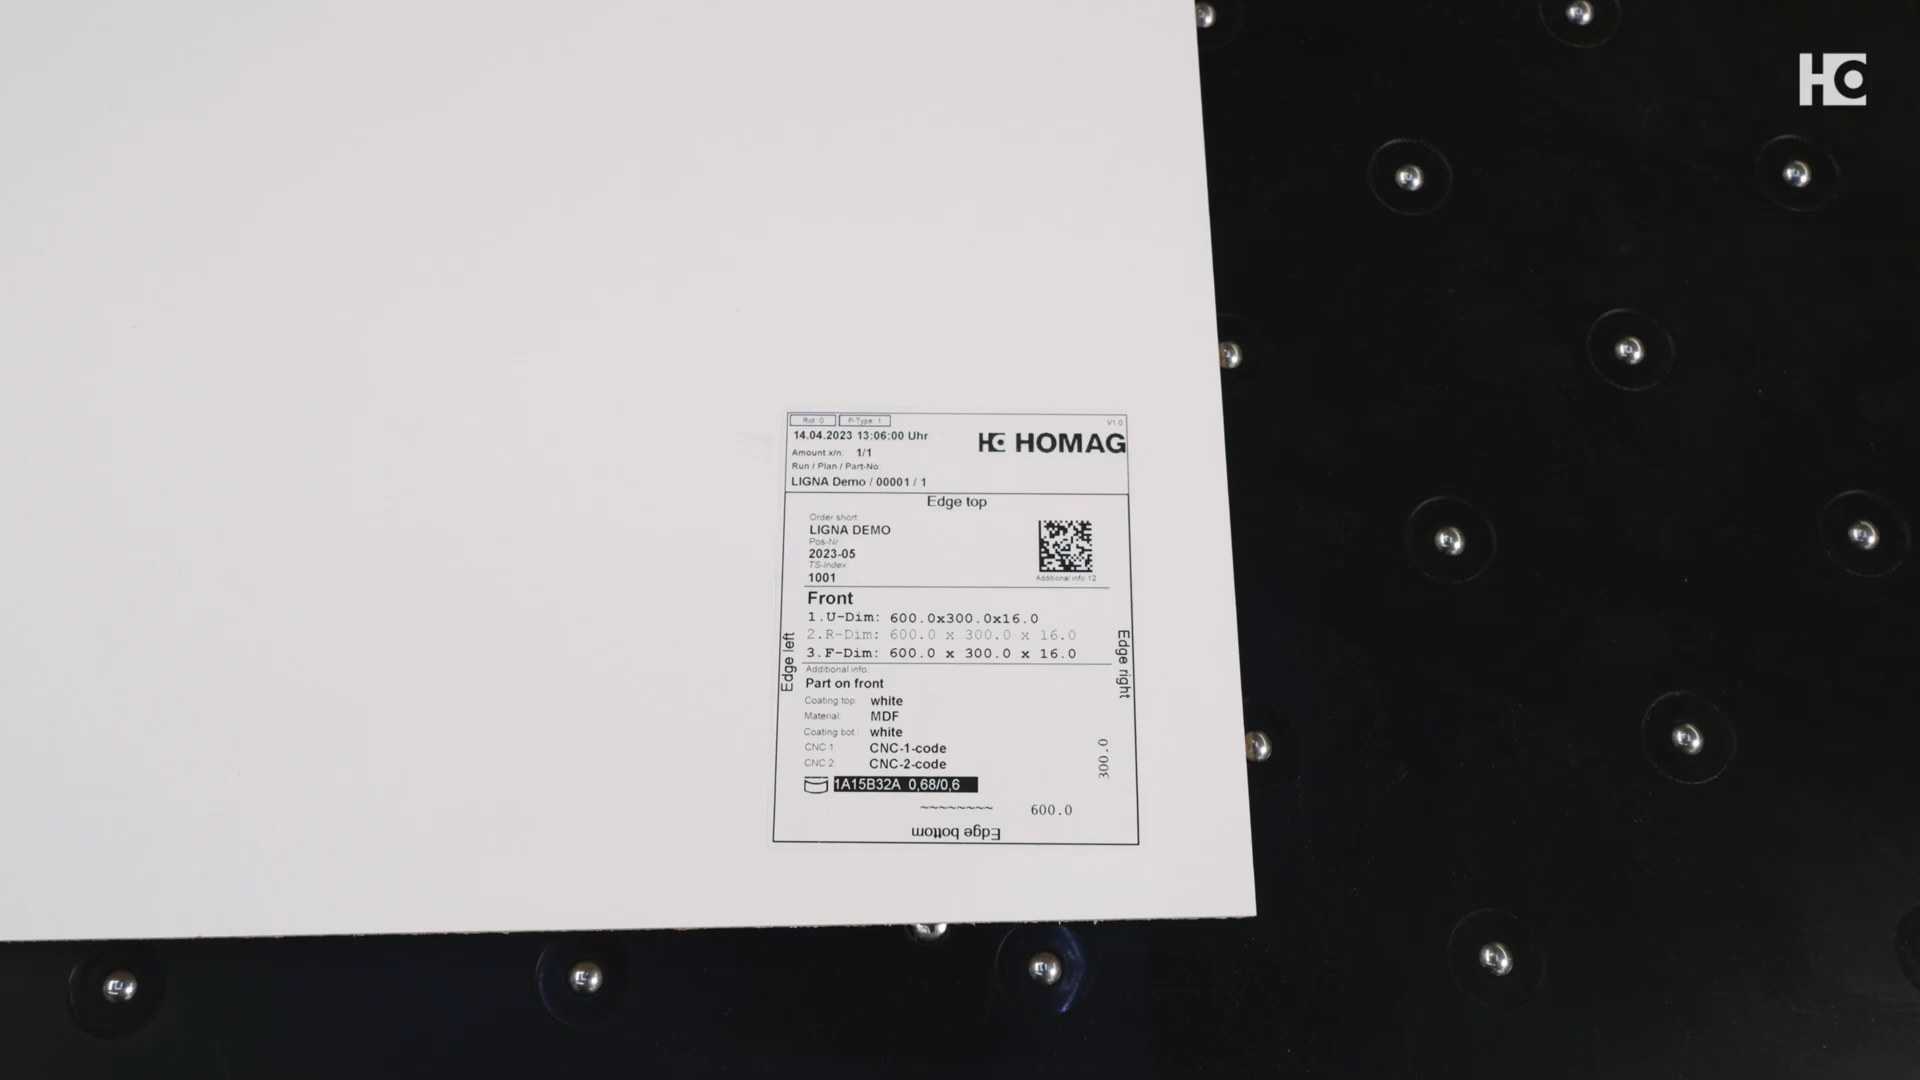 HC
Rot: 0 P-Type: 1 V1.0
14.04.2023 13:06:00 Uhr
HOMAG
Amount x/n: 1/1
Run / Plan / Part-No
LIGNA Demo / 00001 / 1
Edge top
Order short:
LIGNA DEMO
Pos-Nr
2023-05
TS-Index
1001
Additional info 12
Front
1.U-Dim: 600.0x300.0x16.0
2.R-Dim: 600.0 x 300.0 x 16.0
3.F-Dim: 600.0 x 300.0 x 16.0
Edge left
Edge right
Additional info.
Part on front
Coating top white
Material: MDF
Coating bot.: white
CNC 1: CNC-1-code
CNC 2: CNC-2-code
1A15B32A 0,68/0,6
300.0
~~~~~~~~ 600.0
Edge bottom